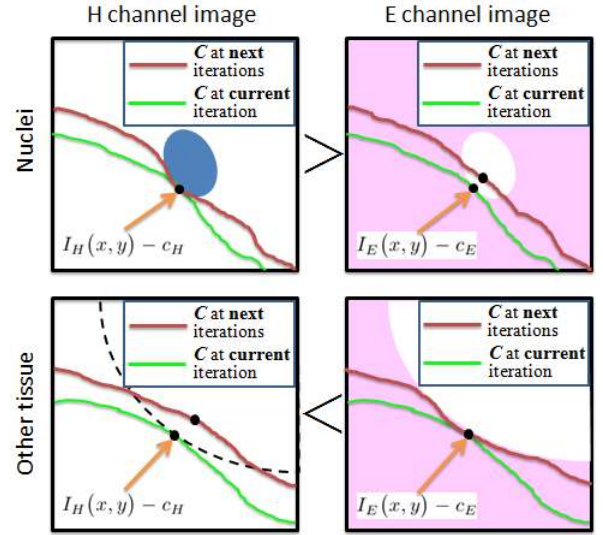 H channel image
E channel image
Nuclei
C at next
iterations
C at current
iteration
I_H(x, y) − c_H
>
C at next
iterations
C at current
iteration
I_E(x, y) − c_E
Other tissue
C at next
iterations
C at current
iteration
I_H(x, y) − c_H
<
C at next
iterations
C at current
iteration
I_E(x, y) − c_E